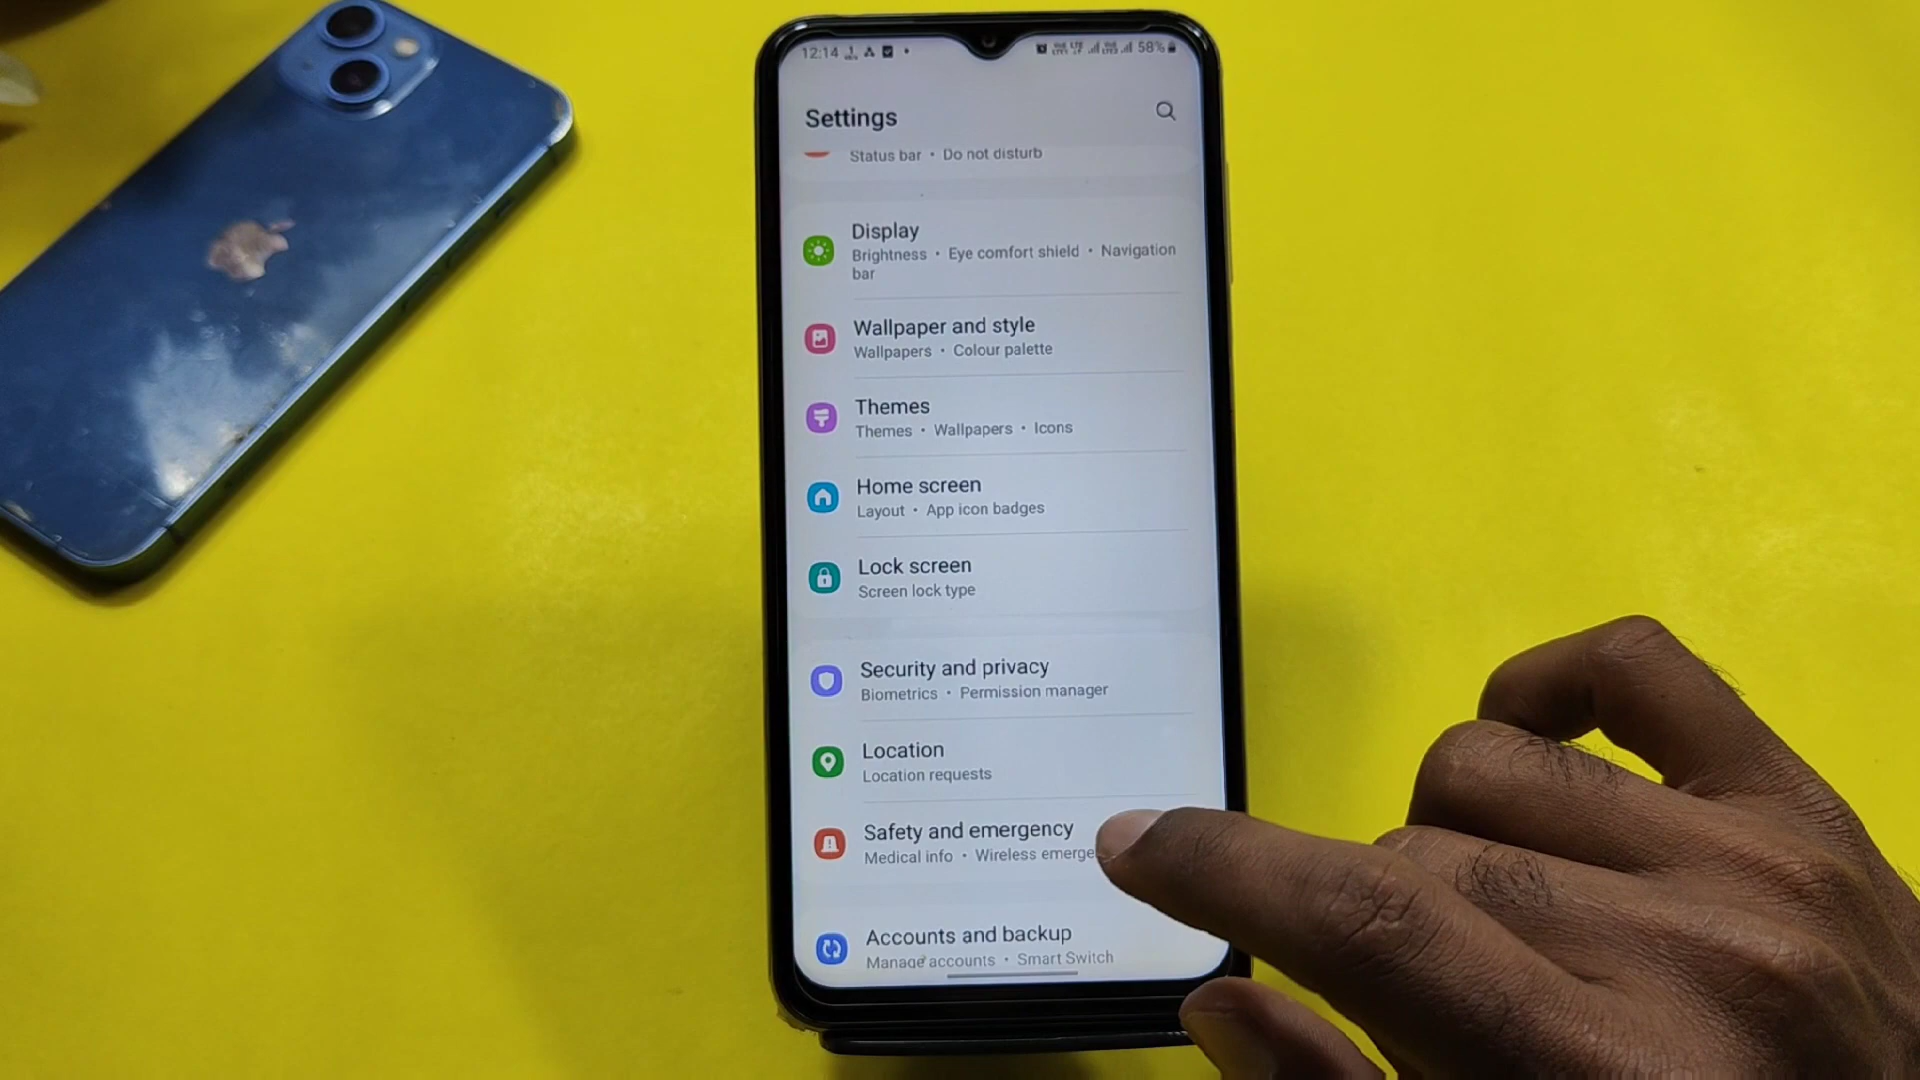 12:14
58%
Settings
Status bar • Do not disturb
Display
Brightness • Eye comfort shield • Navigation
bar
Wallpaper and style
Wallpapers • Colour palette
Themes
Themes • Wallpapers • Icons
Home screen
Layout • App icon badges
Lock screen
Screen lock type
Security and privacy
Biometrics • Permission manager
Location
Location requests
Safety and emergency
Medical info • Wireless emerge
Accounts and backup
Manage accounts • Smart Switch